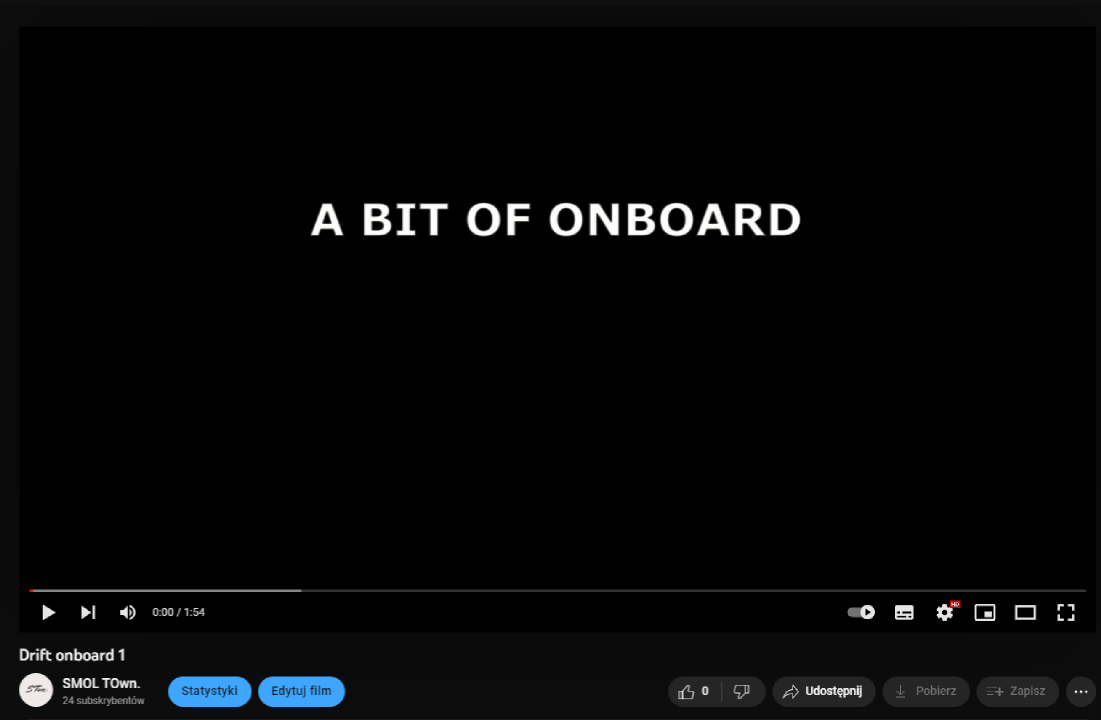 A BIT OF ONBOARD
0:00 / 1:54
HD
Drift onboard 1
SMOL TOwn.
24 subskrybentów
Statystyki
Edytuj film
0
Udostępnij
Pobierz
Zapisz